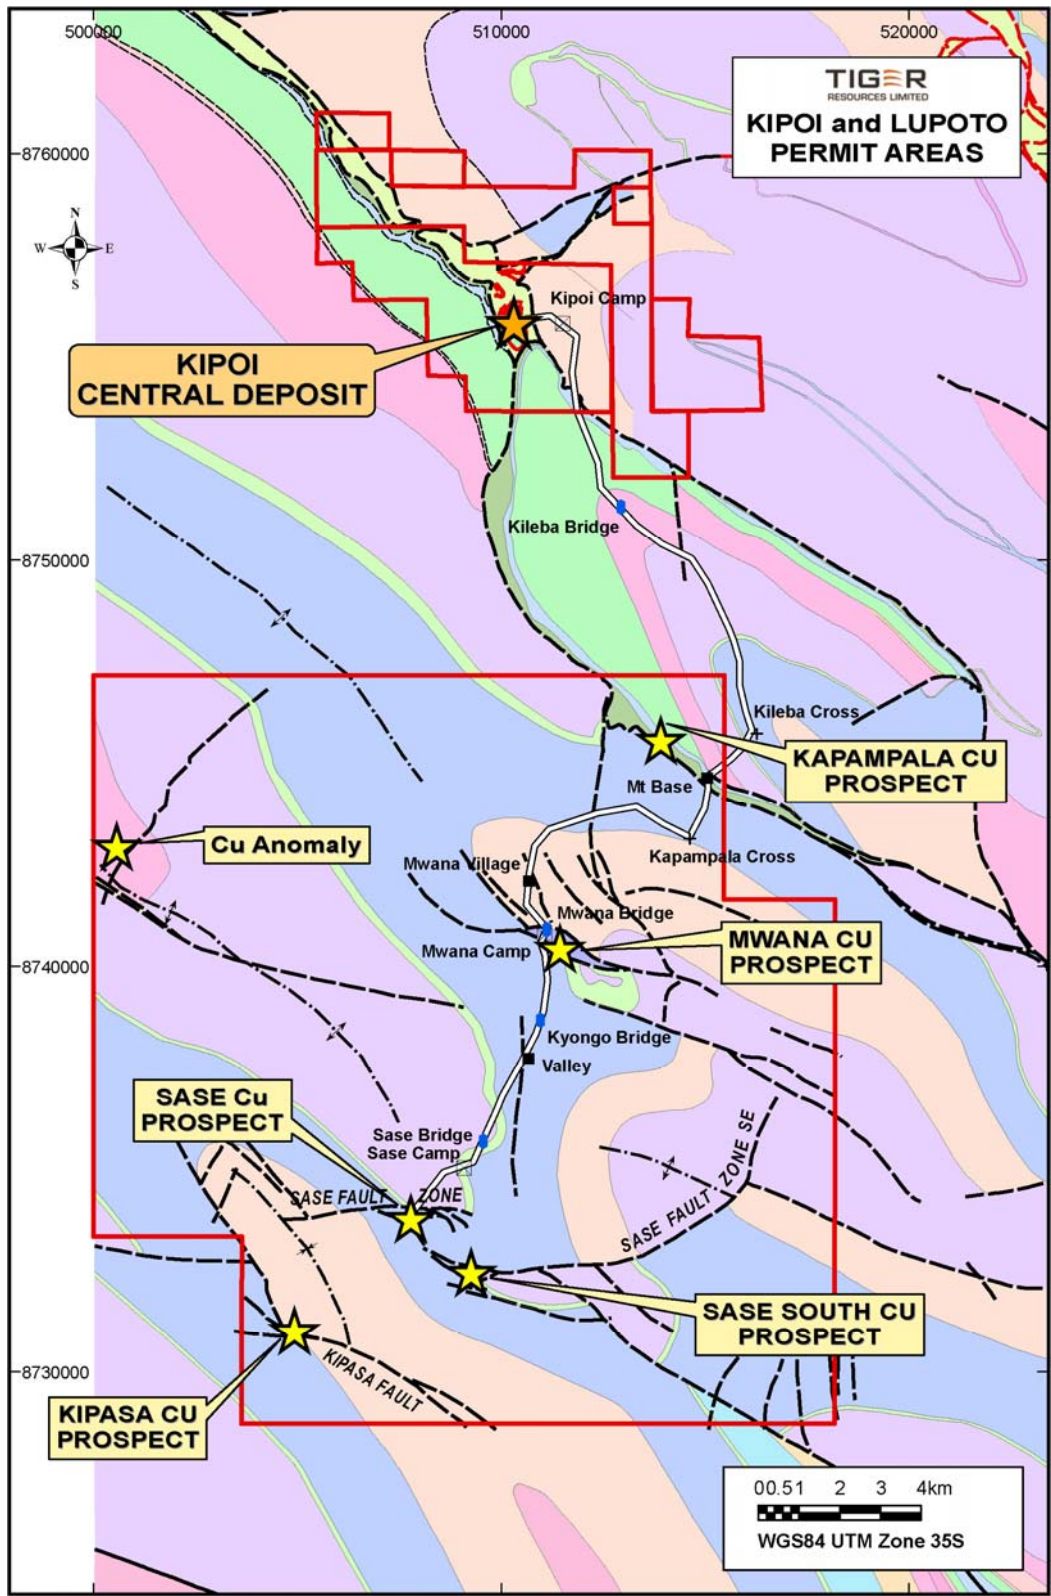 500000
510000
520000
TIGER
RESOURCES LIMITED
KIPOI and LUPOTO
PERMIT AREAS
8760000
N
W
E
S
Kipoi Camp
KIPOI
CENTRAL DEPOSIT
Kileba Bridge
8750000
Kileba Cross
KAPAMPALA CU
PROSPECT
Mt Base
Cu Anomaly
Kapampala Cross
Mwana Village
Mwana Bridge
Mwana Camp
MWANA CU
PROSPECT
8740000
Kyongo Bridge
Valley
SASE Cu
PROSPECT
Sase Bridge
Sase Camp
SASE FAULT ZONE
SASE FAULT ZONE SE
SASE SOUTH CU
PROSPECT
8730000
KIPASA FAULT
KIPASA CU
PROSPECT
00.51 2 3 4km
WGS84 UTM Zone 35S